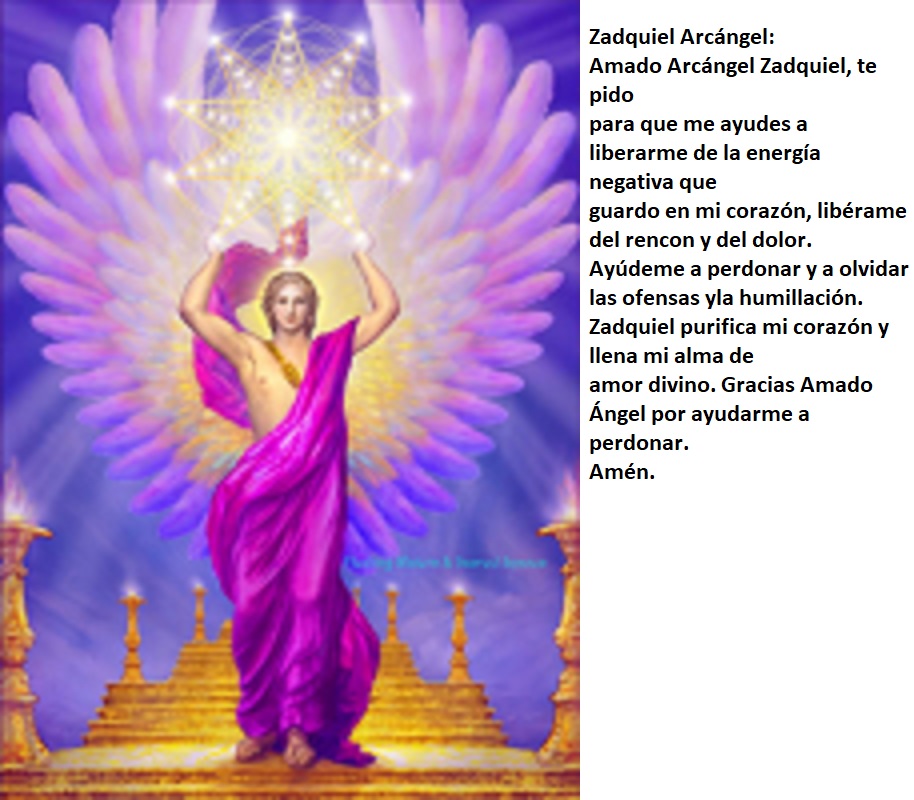 Zadquiel Arcángel:
Amado Arcángel Zadquiel, te
pido
para que me ayudes a
liberarme de la energía
negativa que
guardo en mi corazón, libérame
del rencon y del dolor.
Ayúdeme a perdonar y a olvidar
las ofensas yla humillación.
Zadquiel purifica mi corazón y
llena mi alma de
amor divino. Gracias Amado
Ángel por ayudarme a
perdonar.
Amén.